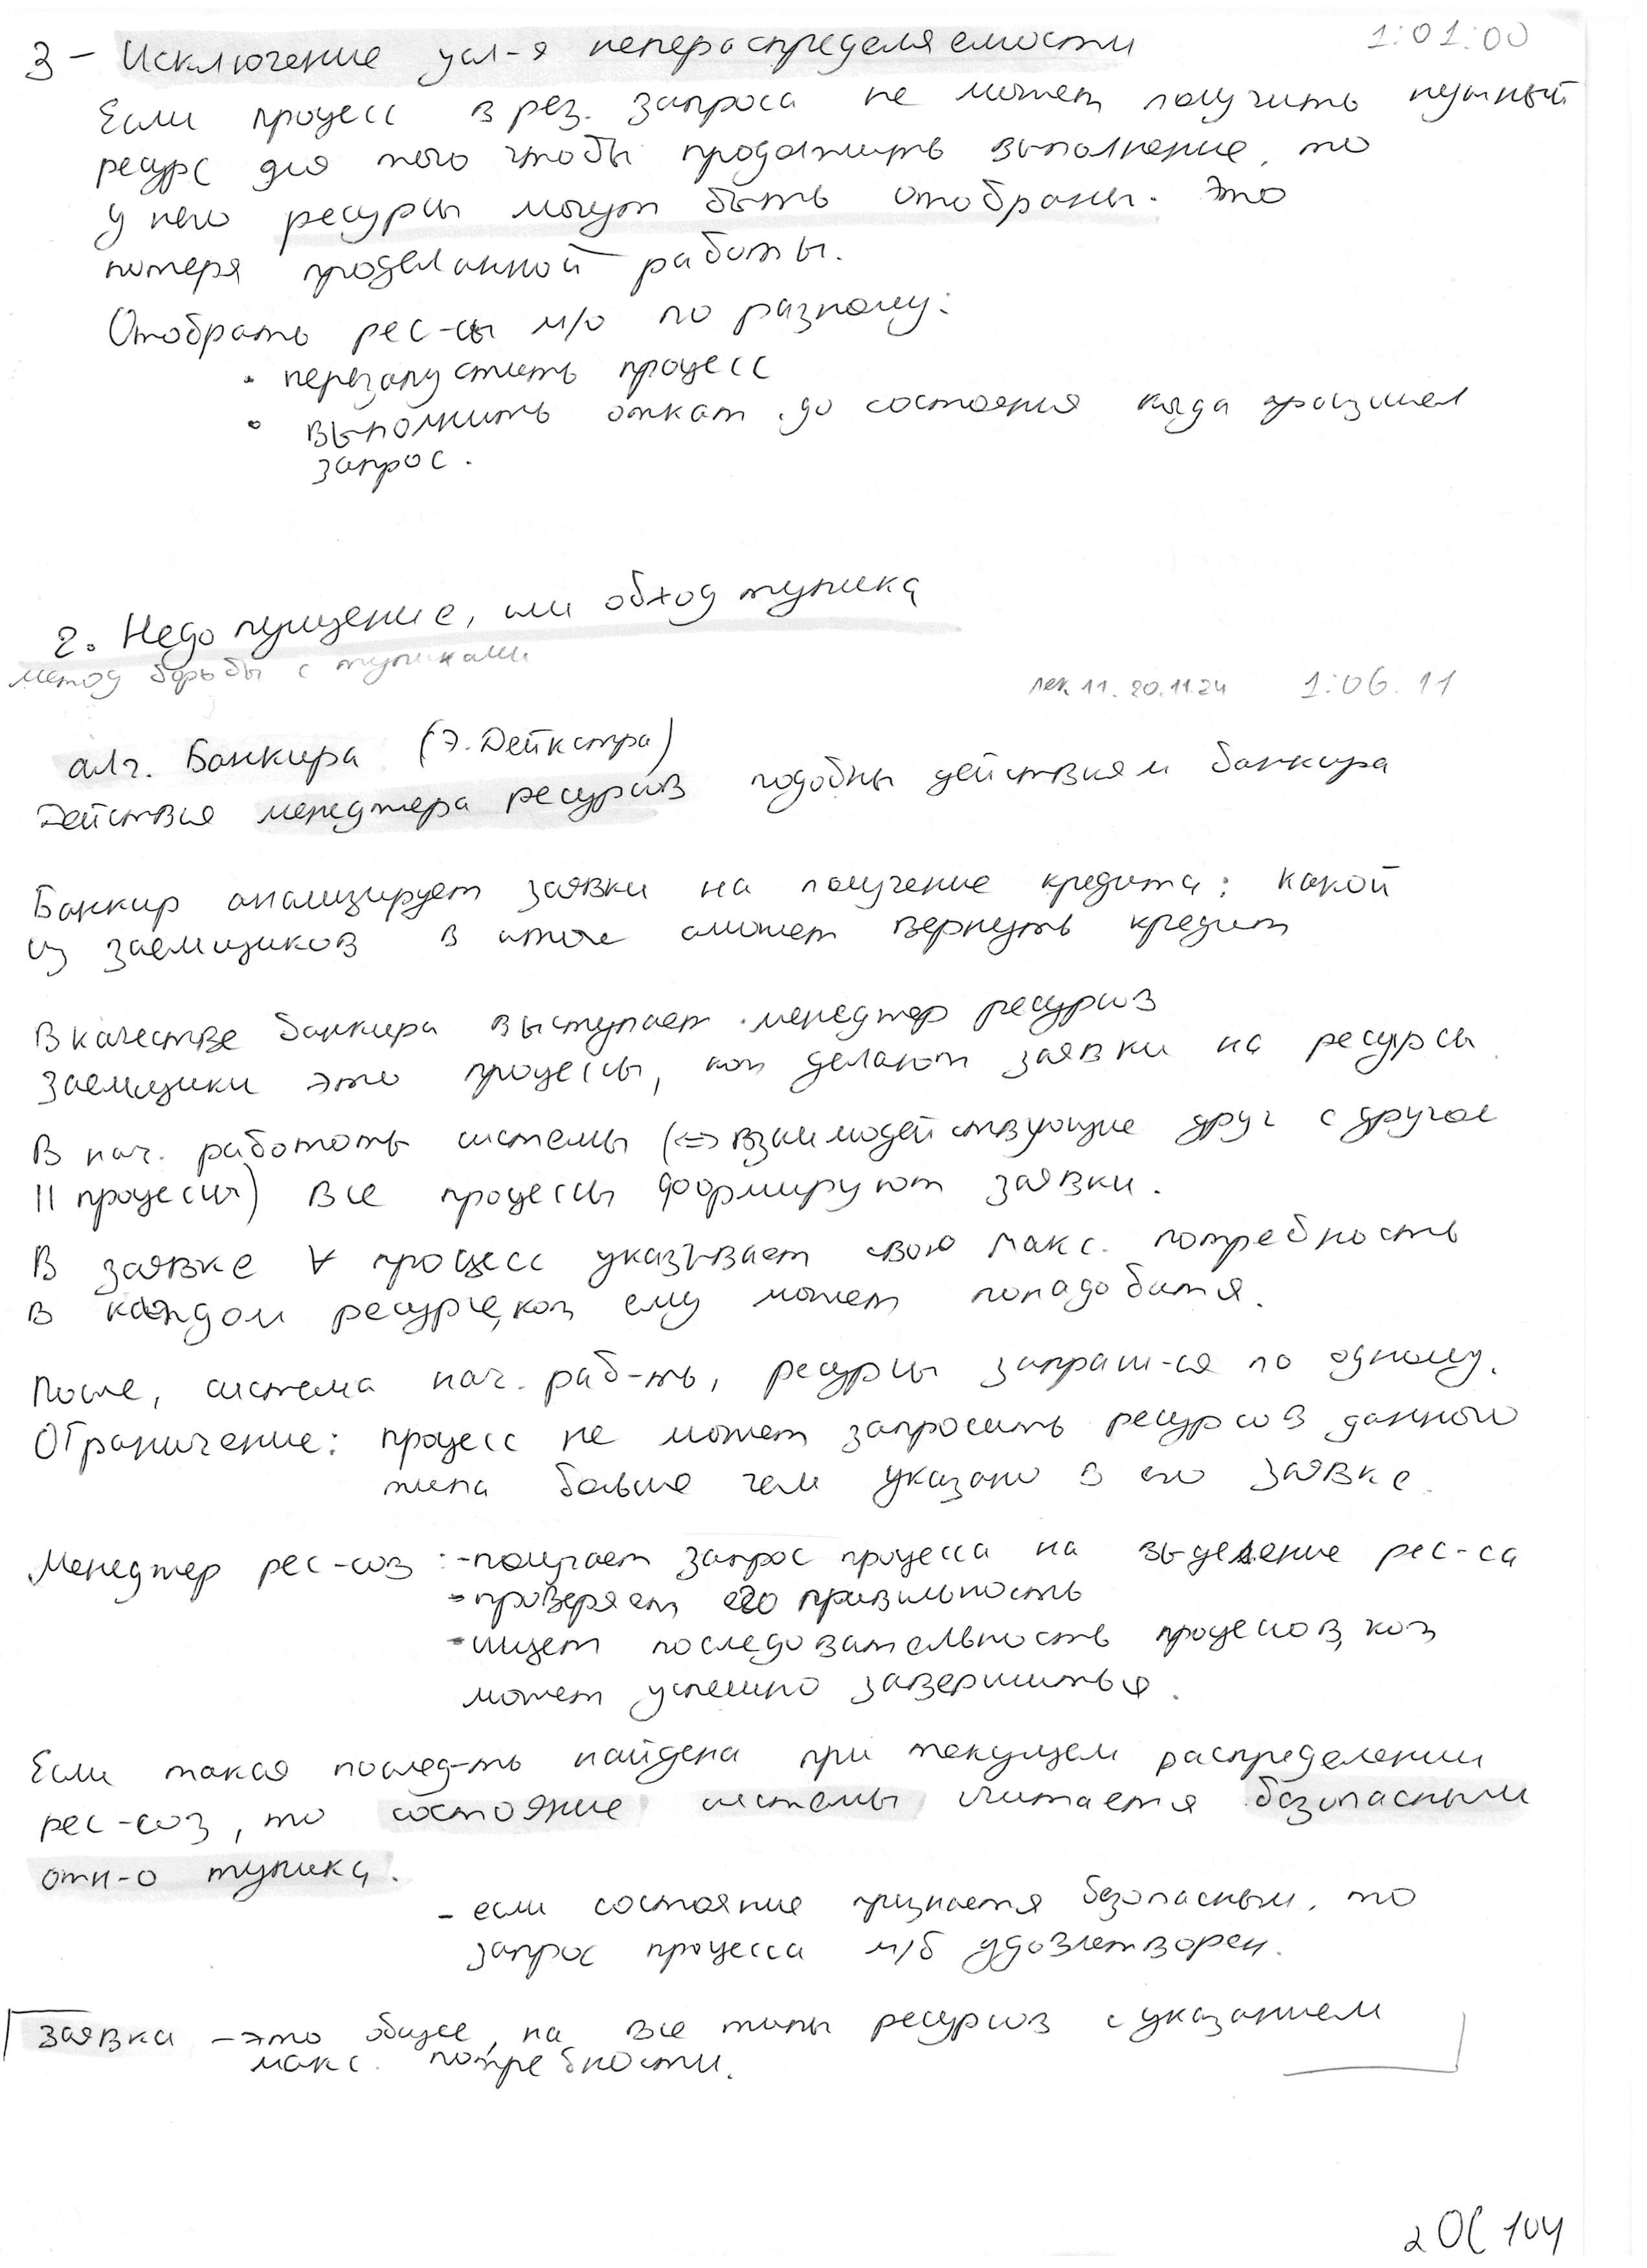 1:01:00
3 - Исключение усл-я неперераспределяемости
Если процесс в рез. запроса не может получить нужный
ресурс для того чтобы продолжить выполнение, то
у него ресурсы могут быть отобраны. Это
потеря проделанной работы.
Отобрать рес-сы м/о по разному:
• перезапустить процесс
• выполнить откат до состояния когда произошел
запрос.
2. Недопущение, или обход тупика
метод борьбы с тупиками
лек 11. 20.11.24 1:06.11
алг. Банкира (Э. Дейкстра)
Действия менеджера ресурсов подобны действиям банкира
Банкир анализирует заявки на получение кредита: какой
из заемщиков в итоге сможет вернуть кредит
В качестве банкира выступает менеджер ресурсов
Заемщики это процессы, кот делают заявки на ресурсы.
В нач. работать системы (<=> взаимодействующие друг с другом
|| процессы) все процессы формируют заявки.
В заявке ∀ процесс указывает свою макс. потребность
в каждом ресурсе, кот ему может понадобится.
После, система нач. раб-ть, ресурсы запраш-ся по одному.
Ограничение: процесс не может запросить ресурсов данного
типа больше чем указано в его заявке.
Менеджер рес-сов: - получает запрос процесса на выделение рес-са
- проверяет его правильность
- ищет последовательность процессов, кот
может успешно завершиться.
Если такая послед-ть найдена при текущем распределении
рес-сов, то состояние системы считается безопасным
отн-о тупика.
- если состояние признается безопасным, то
запрос процесса м/б удовлетворен.
Заявка - это общее, на все типы ресурсов с указанием
макс. потребности.
2 ОС 104